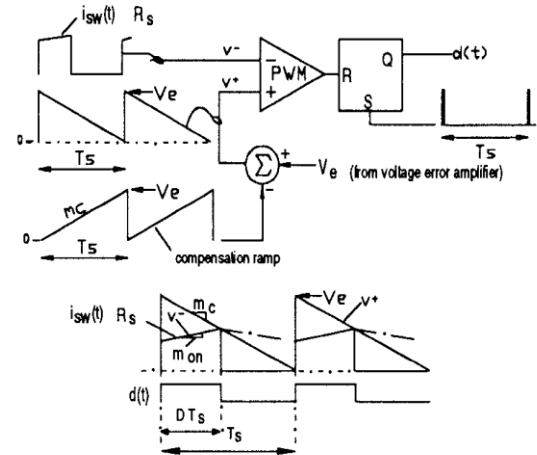 isw(t) Rs
v-
v+
PWM
R
Q
S
d(t)
Ve
0
Ts
Ts
Σ
+
-
Ve (from voltage error amplifier)
mc
Ve
0
Ts
compensation ramp
isw(t) Rs
v-
mc
mon
Ve
v+
d(t)
DTs
Ts